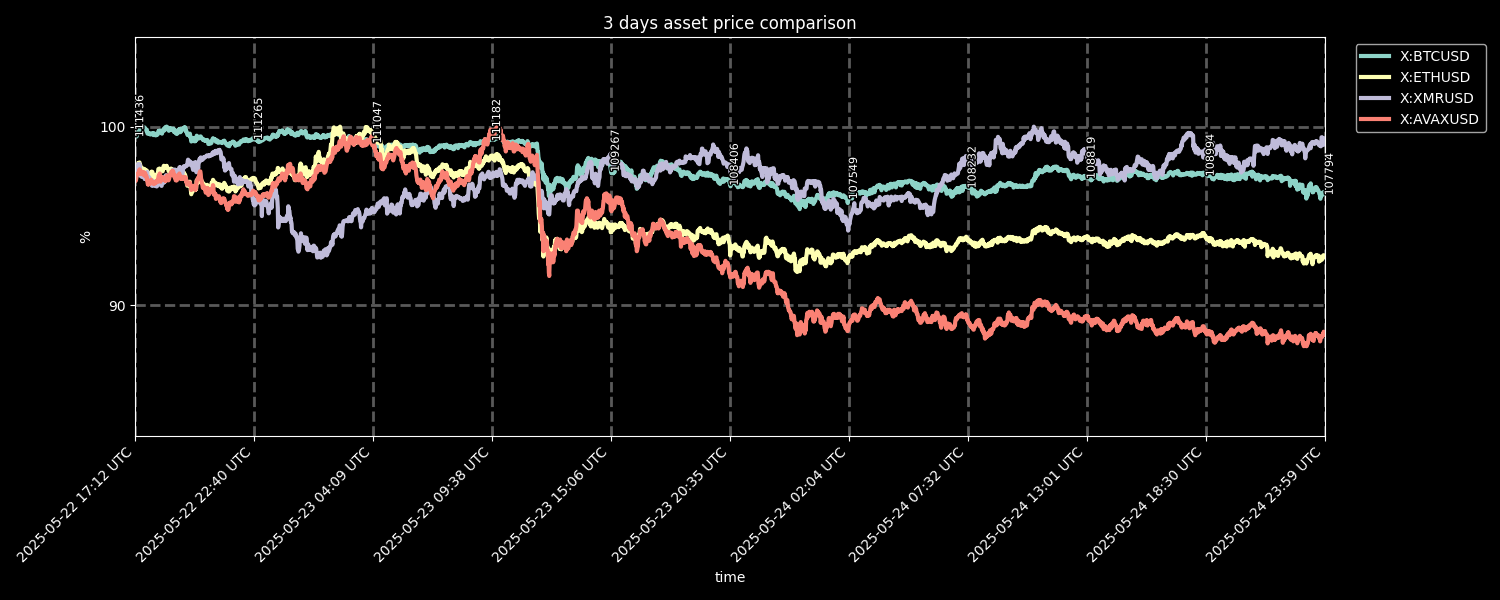 3 days asset price comparison
X:BTCUSD
X:ETHUSD
X:XMRUSD
X:AVAXUSD
%
100
90
111436
111265
111047
111182
109267
108406
107549
108232
108819
108994
107794
2025-05-22 17:12 UTC
2025-05-22 22:40 UTC
2025-05-23 04:09 UTC
2025-05-23 09:38 UTC
2025-05-23 15:06 UTC
2025-05-23 20:35 UTC
2025-05-24 02:04 UTC
2025-05-24 07:32 UTC
2025-05-24 13:01 UTC
2025-05-24 18:30 UTC
2025-05-24 23:59 UTC
time